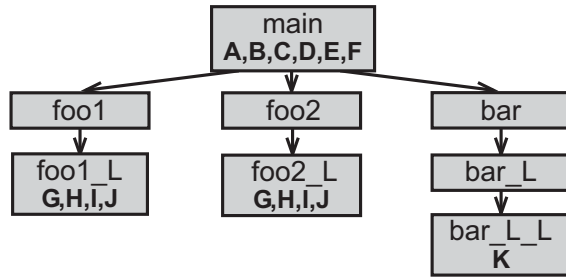 main
A,B,C,D,E,F
foo1
foo2
bar
foo1_L
G,H,I,J
foo2_L
G,H,I,J
bar_L
bar_L_L
K